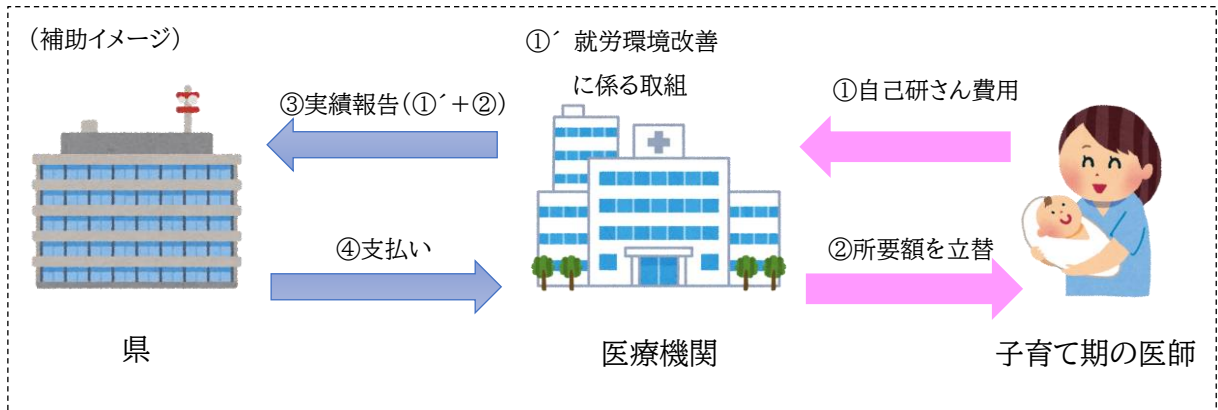 （補助イメージ）
①´ 就労環境改善
に係る取組
③実績報告（①´＋②）
①自己研さん費用
④支払い
②所要額を立替
県
医療機関
子育て期の医師